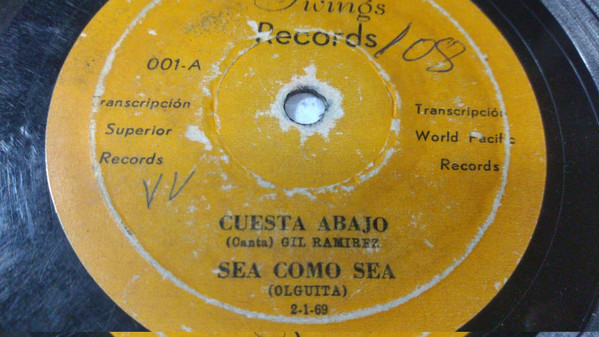 Swings
Records
108
001-A
Transcripción
Superior
Records
Transcripción
World Pacific
Records
VV
CUESTA ABAJO
(Canta) GIL RAMIREZ
SEA COMO SEA
(OLGUITA)
2-1-69